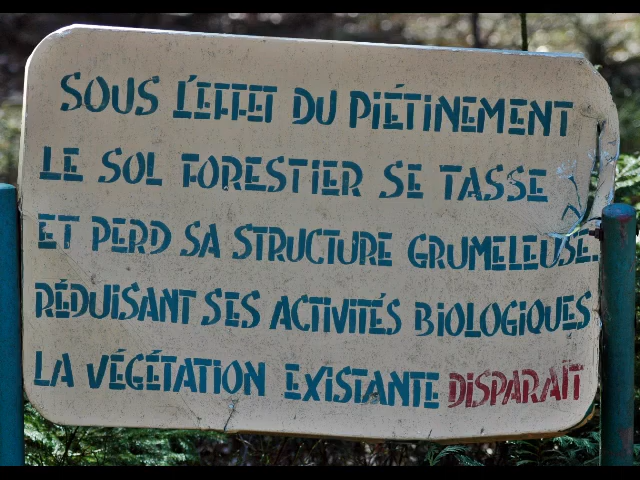 SOUS L'EFFET DU PIÉTINEMENT
LE SOL FORESTIER SE TASSE
ET PERD SA STRUCTURE GRUMELEUSE.
RÉDUISANT SES ACTIVITÉS BIOLOGIQUES
LA VÉGÉTATION EXISTANTE DISPARAÎT